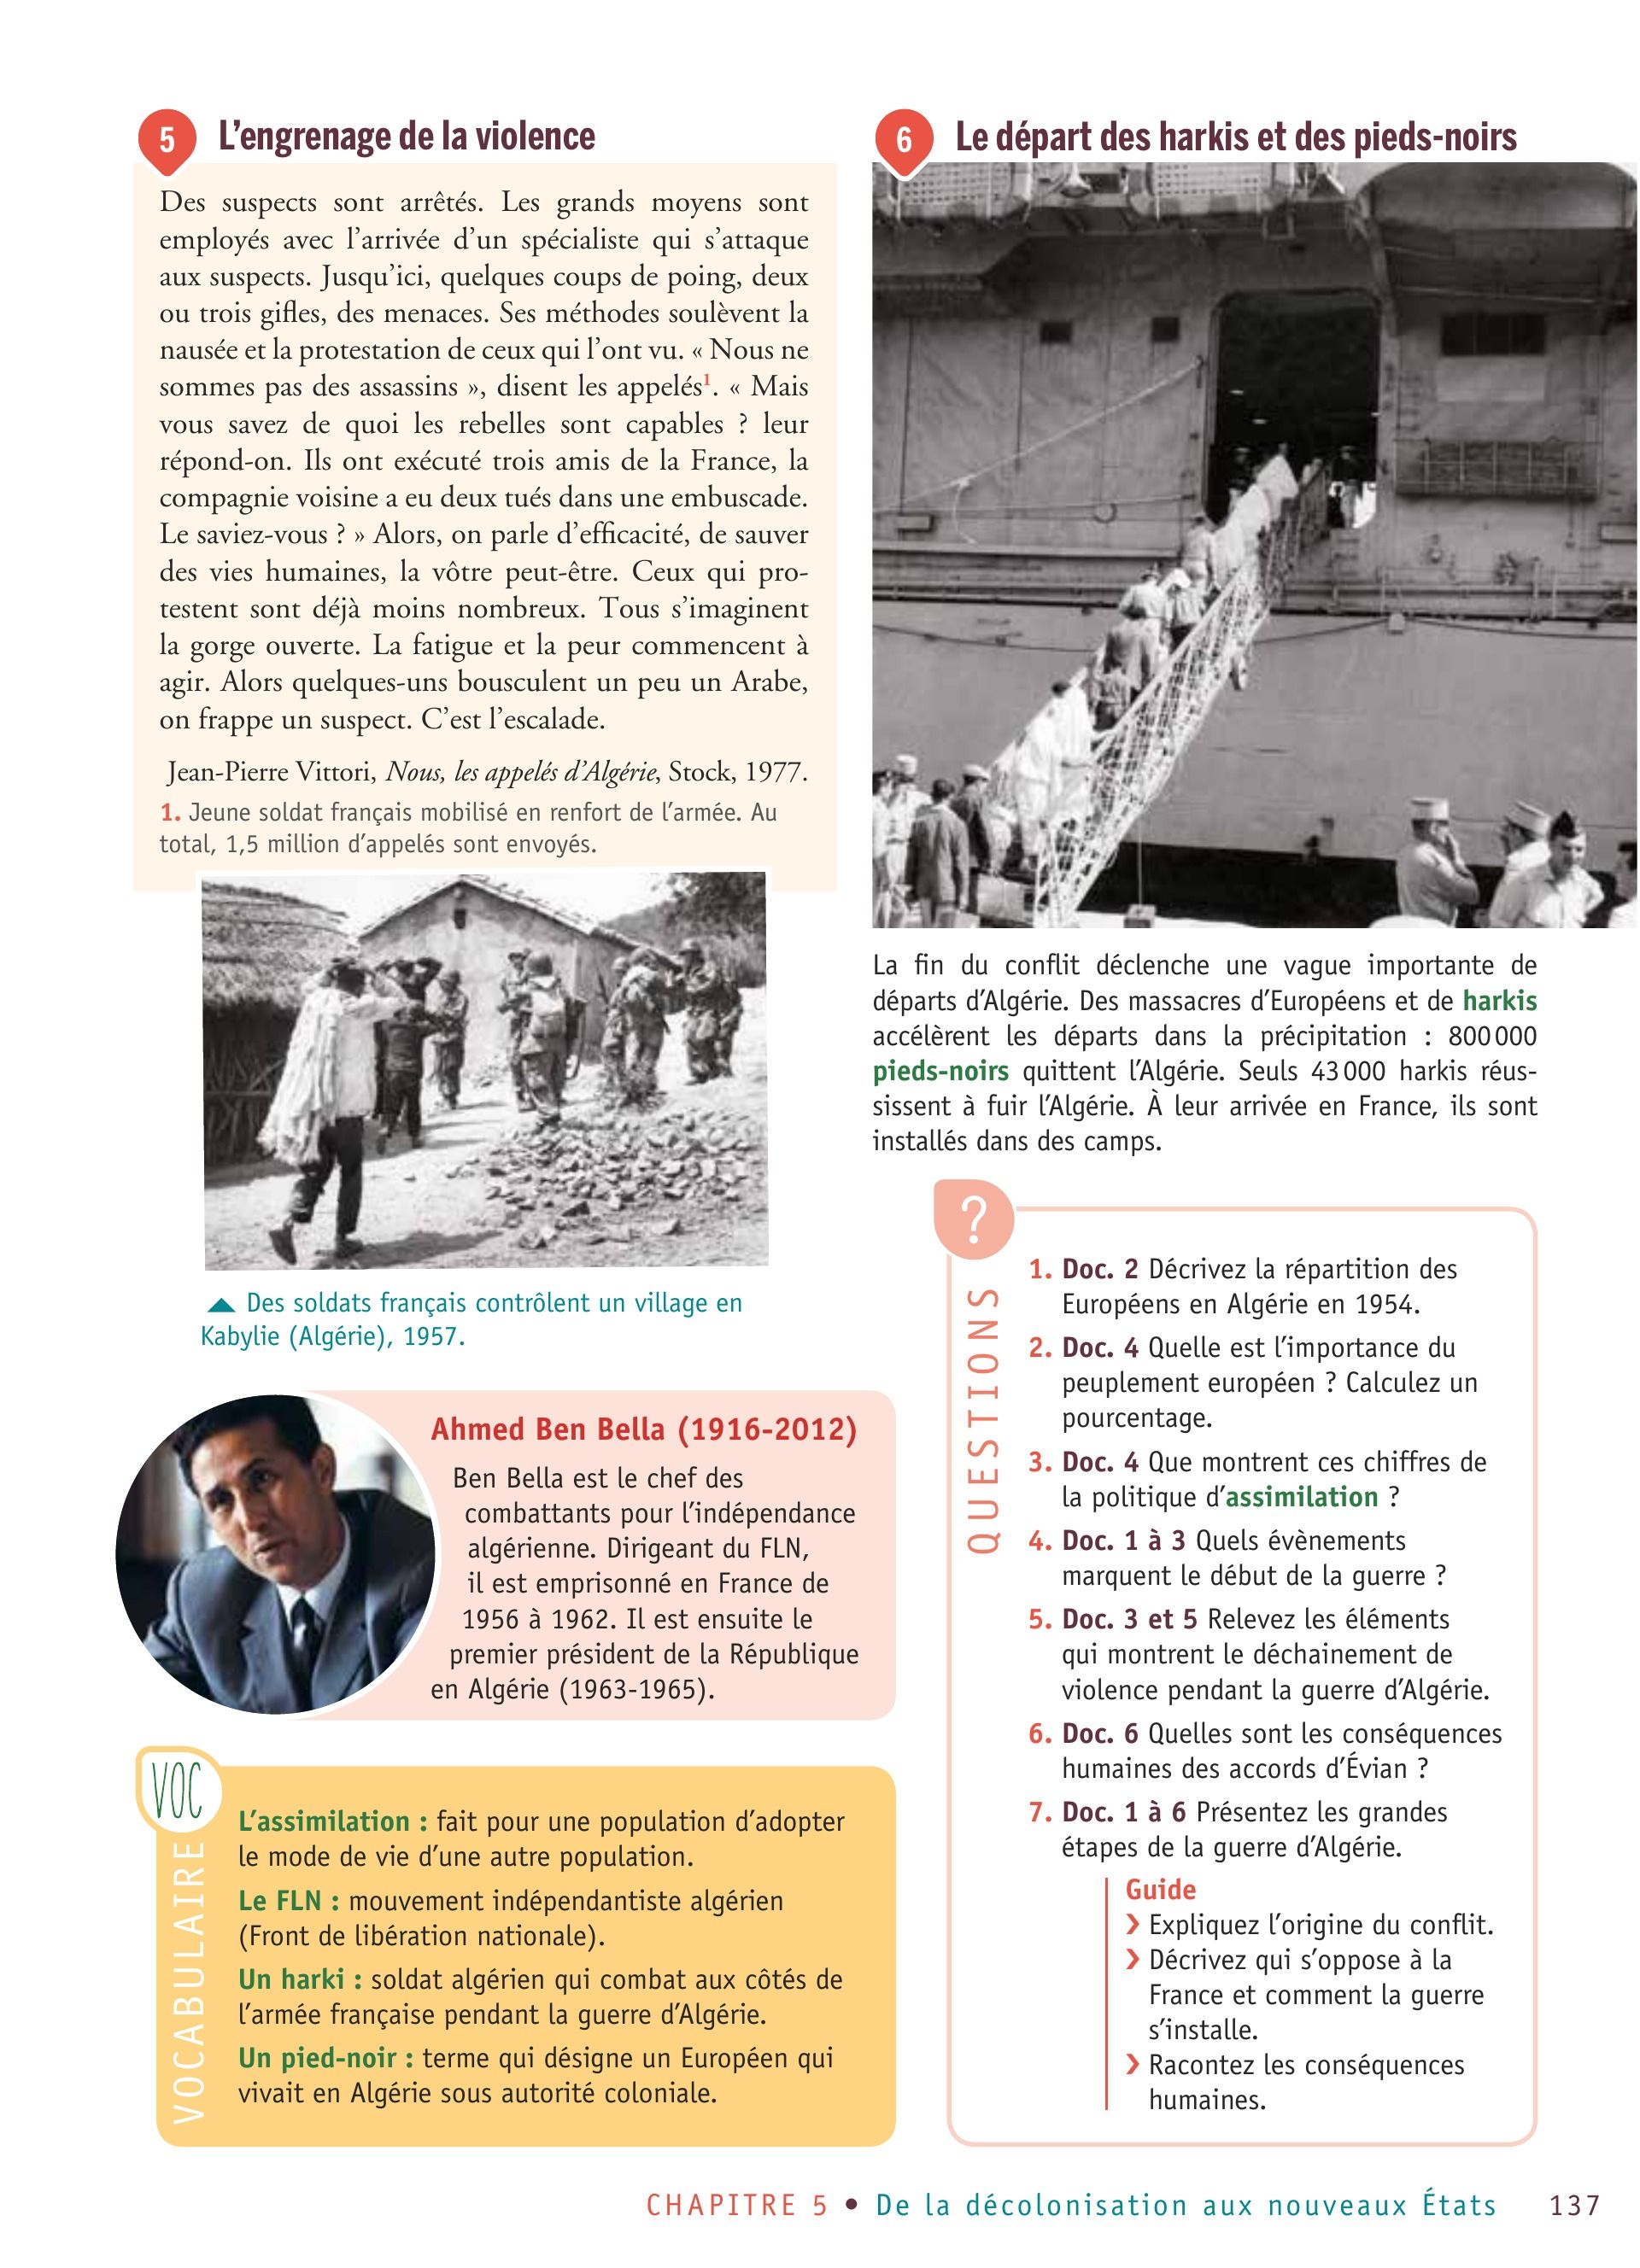 5 L’engrenage de la violence
Des suspects sont arrêtés. Les grands moyens sont
employés avec l’arrivée d’un spécialiste qui s’attaque
aux suspects. Jusqu’ici, quelques coups de poing, deux
ou trois gifles, des menaces. Ses méthodes soulèvent la
nausée et la protestation de ceux qui l’ont vu. « Nous ne
sommes pas des assassins », disent les appelés1. « Mais
vous savez de quoi les rebelles sont capables ? leur
répond-on. Ils ont exécuté trois amis de la France, la
compagnie voisine a eu deux tués dans une embuscade.
Le saviez-vous ? » Alors, on parle d’efficacité, de sauver
des vies humaines, la vôtre peut-être. Ceux qui pro-
testent sont déjà moins nombreux. Tous s’imaginent
la gorge ouverte. La fatigue et la peur commencent à
agir. Alors quelques-uns bousculent un peu un Arabe,
on frappe un suspect. C’est l’escalade.
Jean-Pierre Vittori, Nous, les appelés d’Algérie, Stock, 1977.
1. Jeune soldat français mobilisé en renfort de l’armée. Au
total, 1,5 million d’appelés sont envoyés.
Des soldats français contrôlent un village en
Kabylie (Algérie), 1957.
Ahmed Ben Bella (1916-2012)
Ben Bella est le chef des
combattants pour l’indépendance
algérienne. Dirigeant du FLN,
il est emprisonné en France de
1956 à 1962. Il est ensuite le
premier président de la République
en Algérie (1963-1965).
VOC
VOCABULAIRE
L’assimilation : fait pour une population d’adopter
le mode de vie d’une autre population.
Le FLN : mouvement indépendantiste algérien
(Front de libération nationale).
Un harki : soldat algérien qui combat aux côtés de
l’armée française pendant la guerre d’Algérie.
Un pied-noir : terme qui désigne un Européen qui
vivait en Algérie sous autorité coloniale.
6 Le départ des harkis et des pieds-noirs
La fin du conflit déclenche une vague importante de
départs d’Algérie. Des massacres d’Européens et de harkis
accélèrent les départs dans la précipitation : 800 000
pieds-noirs quittent l’Algérie. Seuls 43 000 harkis réus-
sissent à fuir l’Algérie. À leur arrivée en France, ils sont
installés dans des camps.
?
QUESTIONS
1. Doc. 2 Décrivez la répartition des
Européens en Algérie en 1954.
2. Doc. 4 Quelle est l’importance du
peuplement européen ? Calculez un
pourcentage.
3. Doc. 4 Que montrent ces chiffres de
la politique d’assimilation ?
4. Doc. 1 à 3 Quels évènements
marquent le début de la guerre ?
5. Doc. 3 et 5 Relevez les éléments
qui montrent le déchainement de
violence pendant la guerre d’Algérie.
6. Doc. 6 Quelles sont les conséquences
humaines des accords d’Évian ?
7. Doc. 1 à 6 Présentez les grandes
étapes de la guerre d’Algérie.
Guide
❯ Expliquez l’origine du conflit.
❯ Décrivez qui s’oppose à la
France et comment la guerre
s’installe.
❯ Racontez les conséquences
humaines.
CHAPITRE 5 • De la décolonisation aux nouveaux États 137